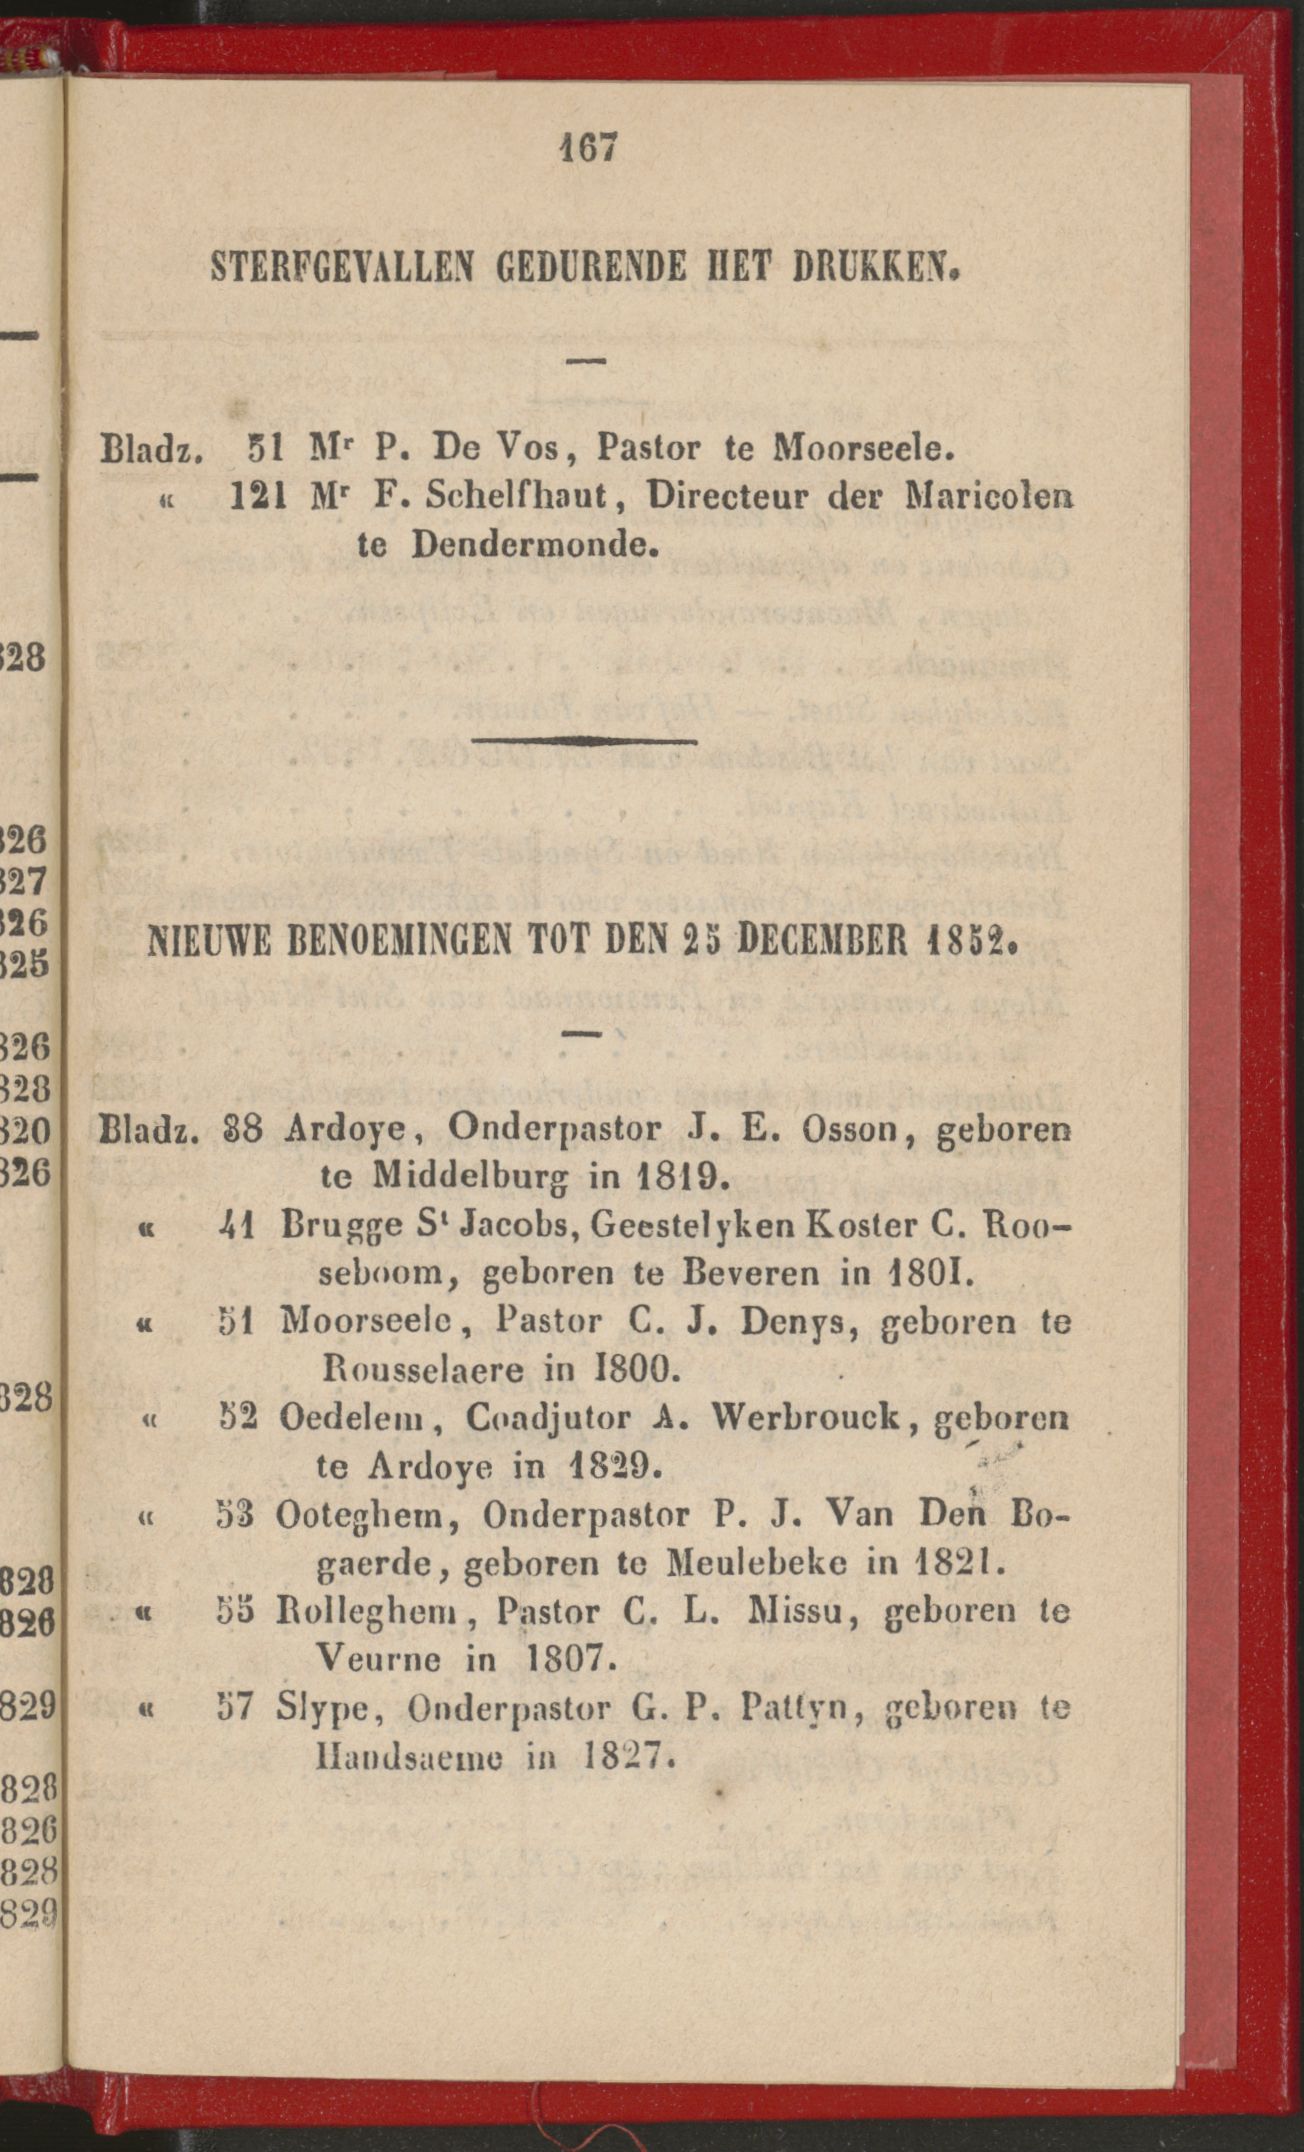 167
STERFGEVALLEN GEDURENDE HET DRUKKEN.
Bladz. 51 Mr P. De Vos, Pastor te Moorseele.
« 121 Mr F. Schelfhaut, Directeur der Maricolen
te Dendermonde.
NIEUWE BENOEMINGEN TOT DEN 25 DECEMBER 1852.
Bladz. 38 Ardoye, Onderpastor J. E. Osson, geboren
te Middelburg in 1819.
« 41 Brugge St Jacobs, Geestelyken Koster C. Roo-
seboom, geboren te Beveren in 180I.
« 51 Moorseele, Pastor C. J. Denys, geboren te
Rousselaere in I800.
« 52 Oedelem, Coadjutor A. Werbrouck, geboren
te Ardoye in 1829.
« 53 Ooteghem, Onderpastor P. J. Van Den Bo-
gaerde, geboren te Meulebeke in 1821.
« 55 Rolleghem, Pastor C. L. Missu, geboren te
Veurne in 1807.
« 57 Slype, Onderpastor G. P. Pattyn, geboren te
Handsaeme in 1827.